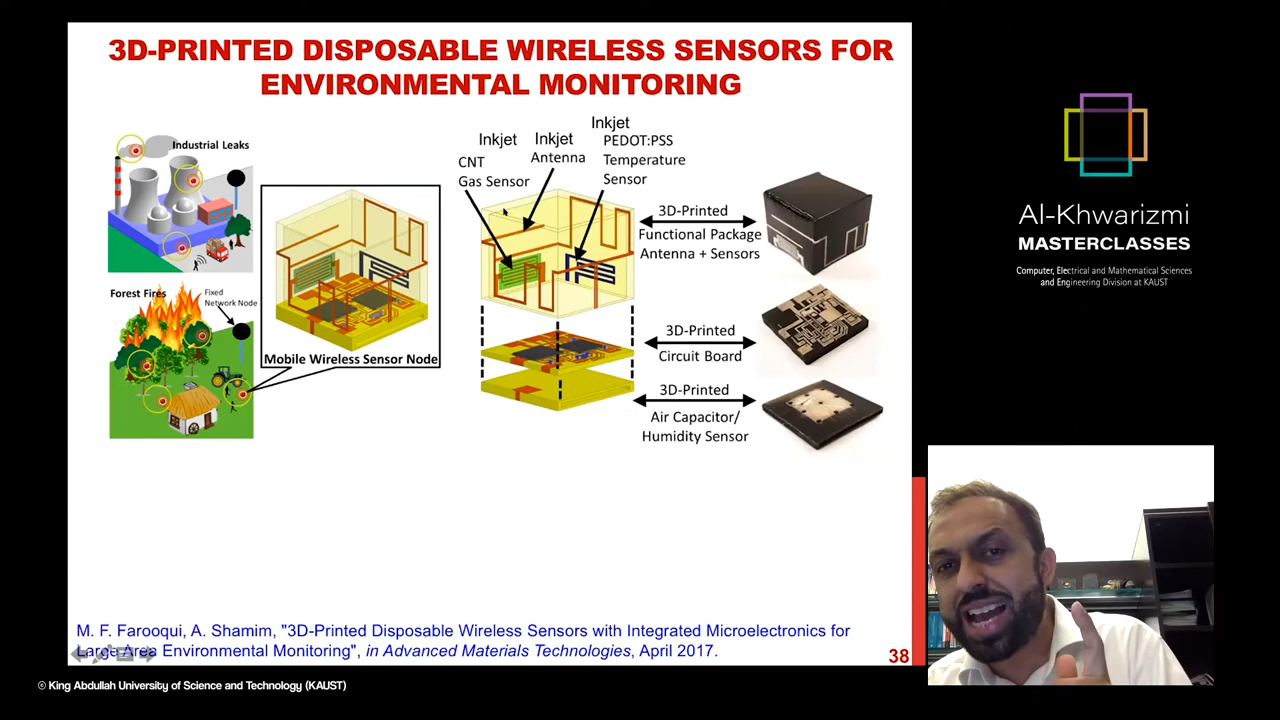 3D-PRINTED DISPOSABLE WIRELESS SENSORS FOR
ENVIRONMENTAL MONITORING
Industrial Leaks
Forest Fires
Fixed
Network Node
Mobile Wireless Sensor Node
Inkjet
CNT
Gas Sensor
Inkjet
Antenna
Inkjet
PEDOT:PSS
Temperature
Sensor
3D-Printed
Functional Package
Antenna + Sensors
3D-Printed
Circuit Board
3D-Printed
Air Capacitor/
Humidity Sensor
M. F. Farooqui, A. Shamim, "3D-Printed Disposable Wireless Sensors with Integrated Microelectronics for
Large Area Environmental Monitoring", in Advanced Materials Technologies, April 2017.
38
Al-Khwarizmi
MASTERCLASSES
Computer, Electrical and Mathematical Sciences
and Engineering Division at KAUST
© King Abdullah University of Science and Technology (KAUST)